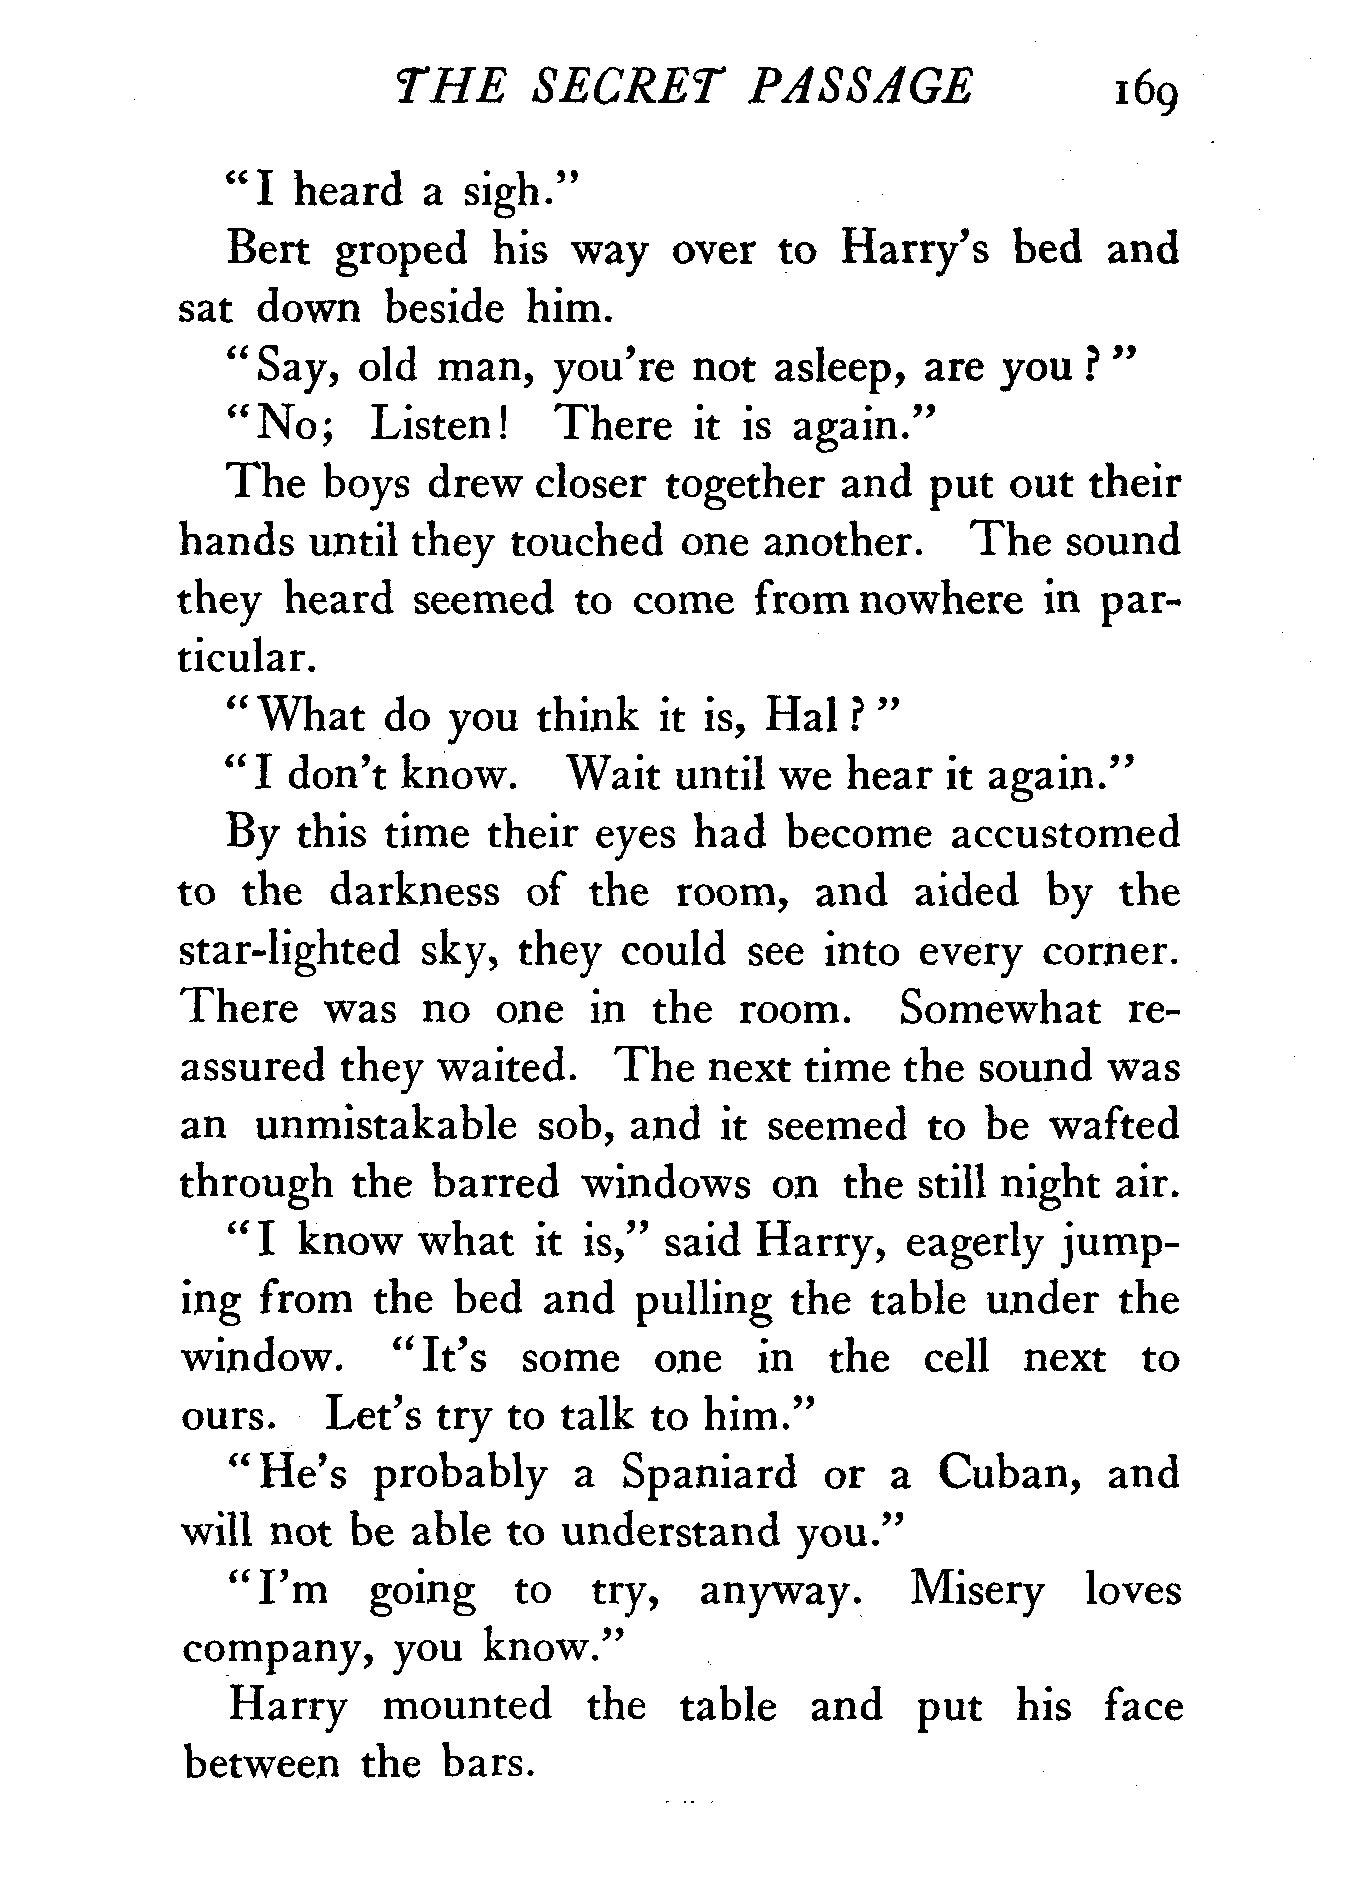 THE SECRET PASSAGE 169
"I heard a sigh."
Bert groped his way over to Harry's bed and
sat down beside him.
"Say, old man, you're not asleep, are you?"
"No; Listen! There it is again."
The boys drew closer together and put out their
hands until they touched one another. The sound
they heard seemed to come from nowhere in par-
ticular.
"What do you think it is, Hal?"
"I don't know. Wait until we hear it again."
By this time their eyes had become accustomed
to the darkness of the room, and aided by the
star-lighted sky, they could see into every corner.
There was no one in the room. Somewhat re-
assured they waited. The next time the sound was
an unmistakable sob, and it seemed to be wafted
through the barred windows on the still night air.
"I know what it is," said Harry, eagerly jump-
ing from the bed and pulling the table under the
window. "It's some one in the cell next to
ours. Let's try to talk to him."
"He's probably a Spaniard or a Cuban, and
will not be able to understand you."
"I'm going to try, anyway. Misery loves
company, you know."
Harry mounted the table and put his face
between the bars.